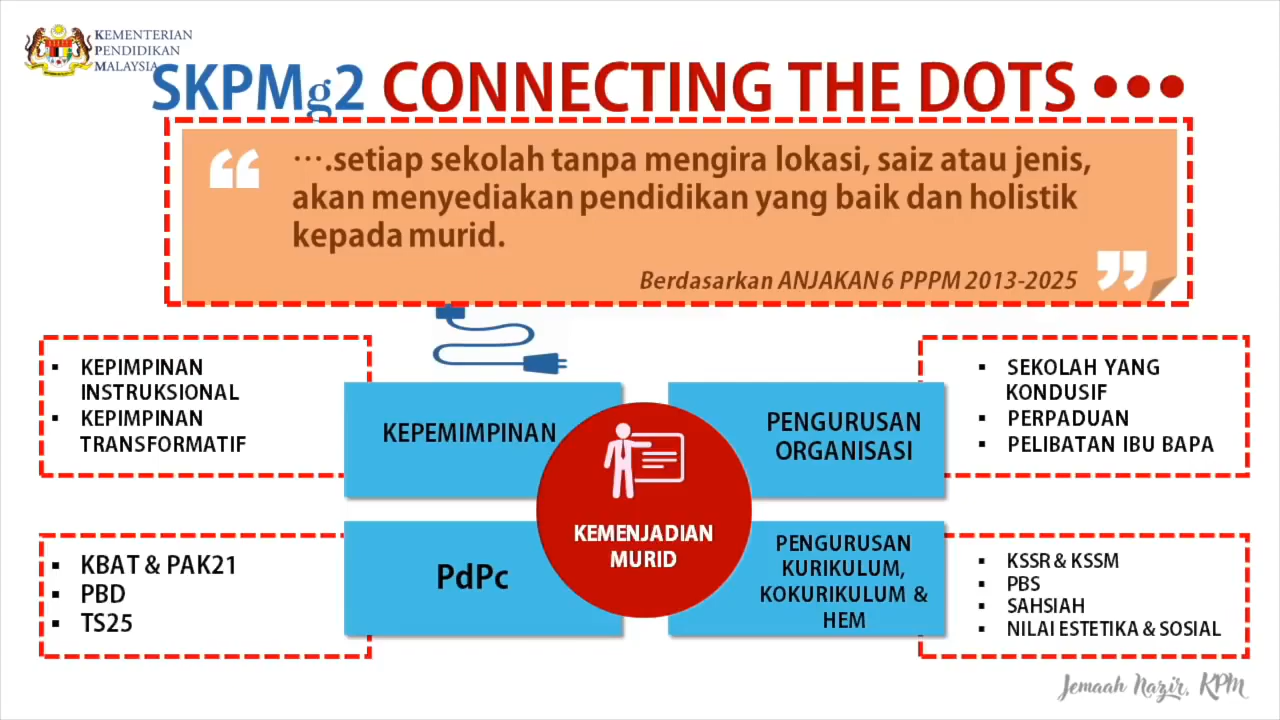 KEMENTERIAN
PENDIDIKAN
MALAYSIA
SKPMg2 CONNECTING THE DOTS •••
“ ….setiap sekolah tanpa mengira lokasi, saiz atau jenis,
akan menyediakan pendidikan yang baik dan holistik
kepada murid.
Berdasarkan ANJAKAN 6 PPPM 2013-2025 ”
▪ KEPIMPINAN
INSTRUKSIONAL
▪ KEPIMPINAN
TRANSFORMATIF
KEPEMIMPINAN
PENGURUSAN
ORGANISASI
▪ SEKOLAH YANG
KONDUSIF
▪ PERPADUAN
▪ PELIBATAN IBU BAPA
KEMENJADIAN
MURID
▪ KBAT & PAK21
▪ PBD
▪ TS25
PdPc
PENGURUSAN
KURIKULUM,
KOKURIKULUM &
HEM
▪ KSSR & KSSM
▪ PBS
▪ SAHSIAH
▪ NILAI ESTETIKA & SOSIAL
Jemaah Nazir, KPM